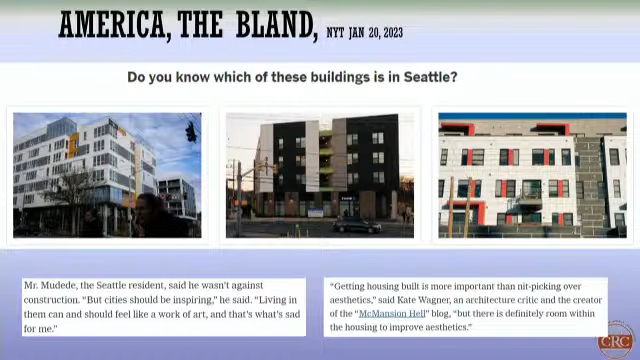 AMERICA, THE BLAND, NYT JAN 20, 2023
Do you know which of these buildings is in Seattle?
Mr. Mudede, the Seattle resident, said he wasn't against
construction. "But cities should be inspiring," he said. "Living in
them can and should feel like a work of art, and that's what's sad
for me."
"Getting housing built is more important than nit-picking over
aesthetics," said Kate Wagner, an architecture critic and the creator
of the "McMansion Hell" blog, "but there is definitely room within
the housing to improve aesthetics."
CRC